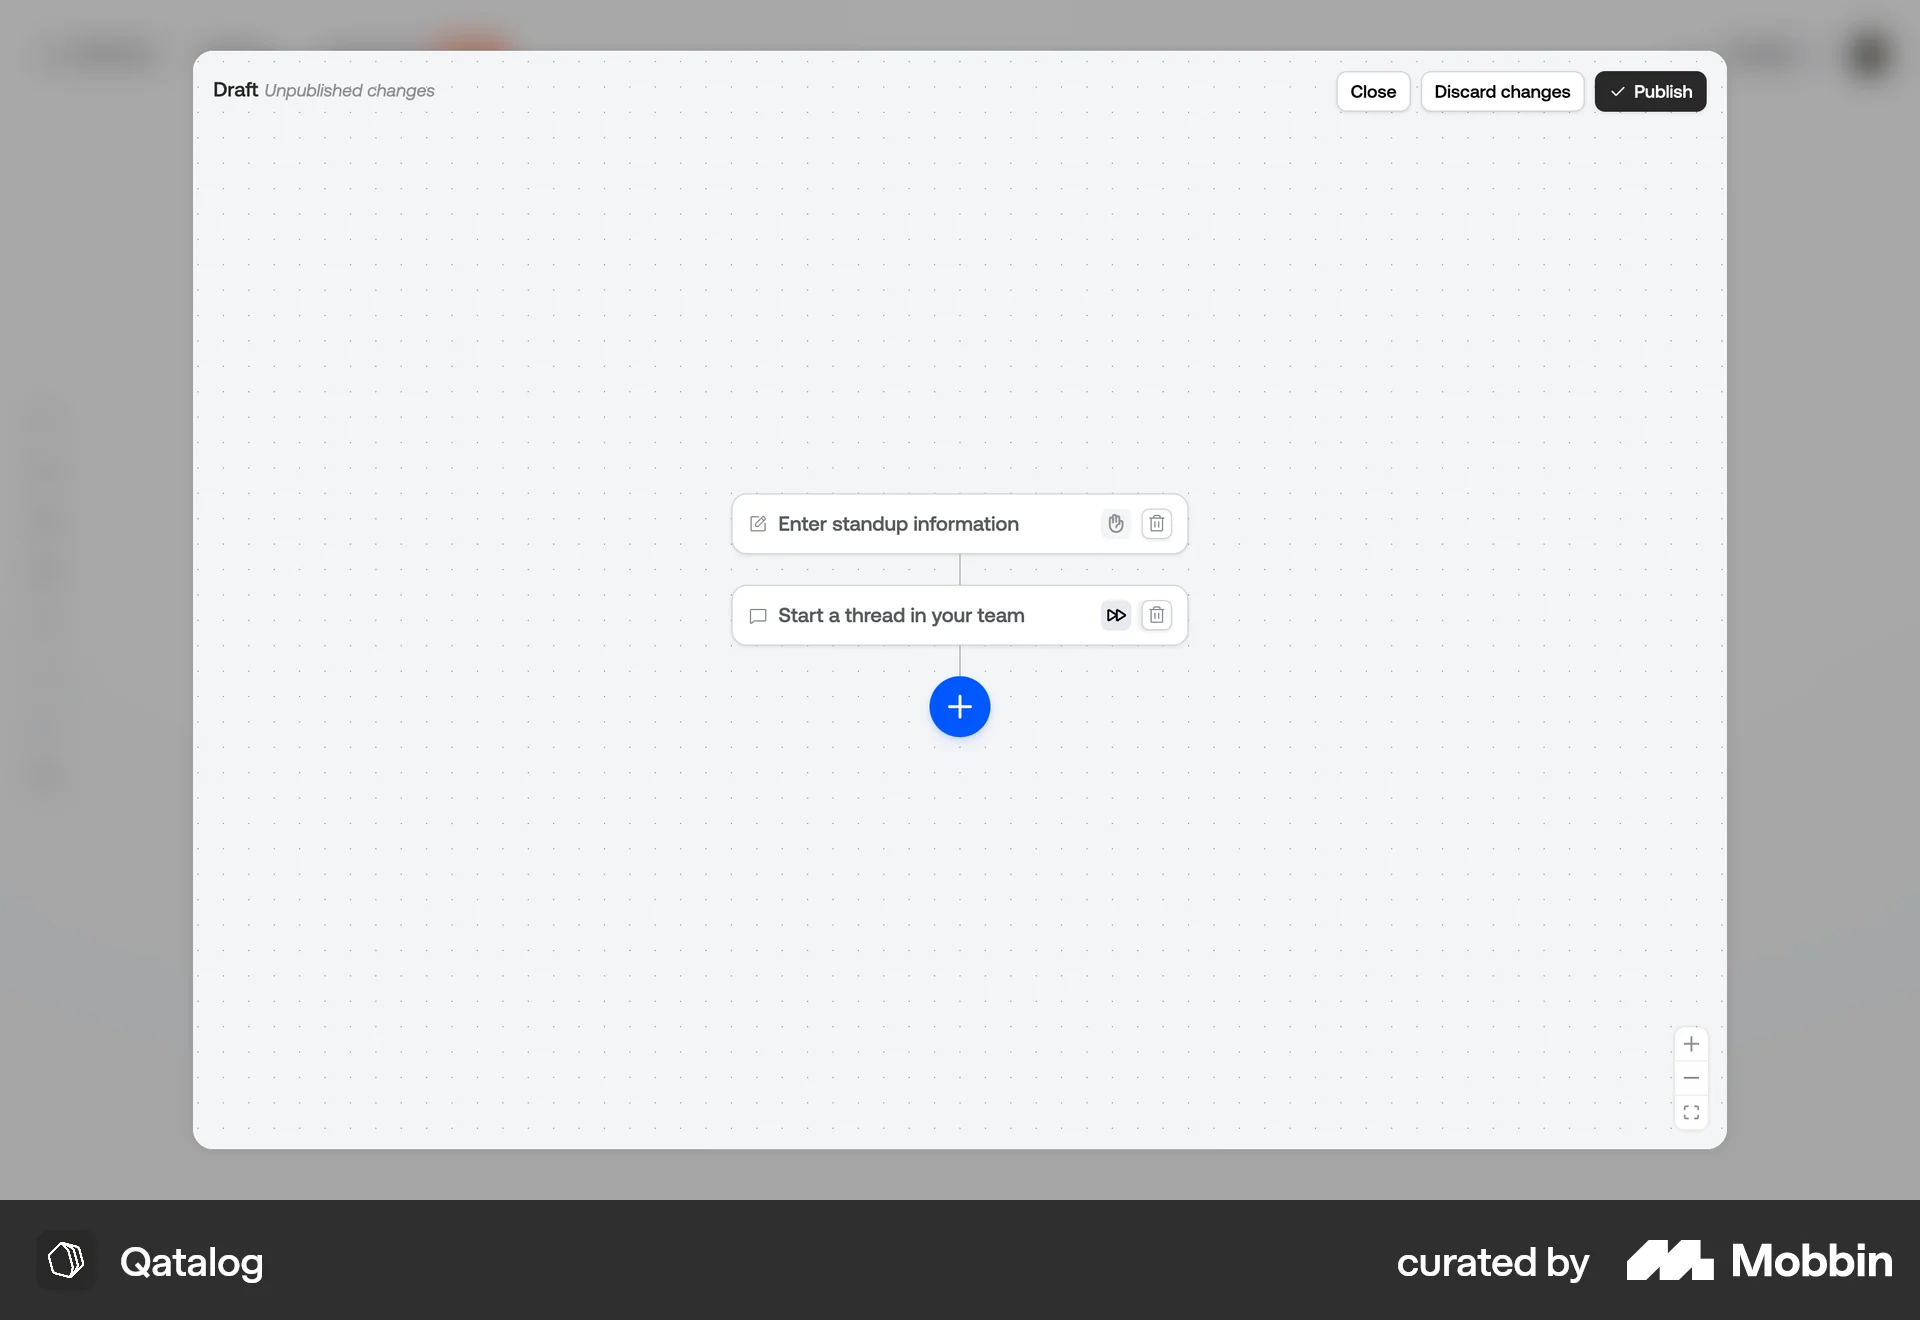 Draft Unpublished changes
Close
Discard changes
Publish
Enter standup information
Start a thread in your team
Qatalog
curated by Mobbin